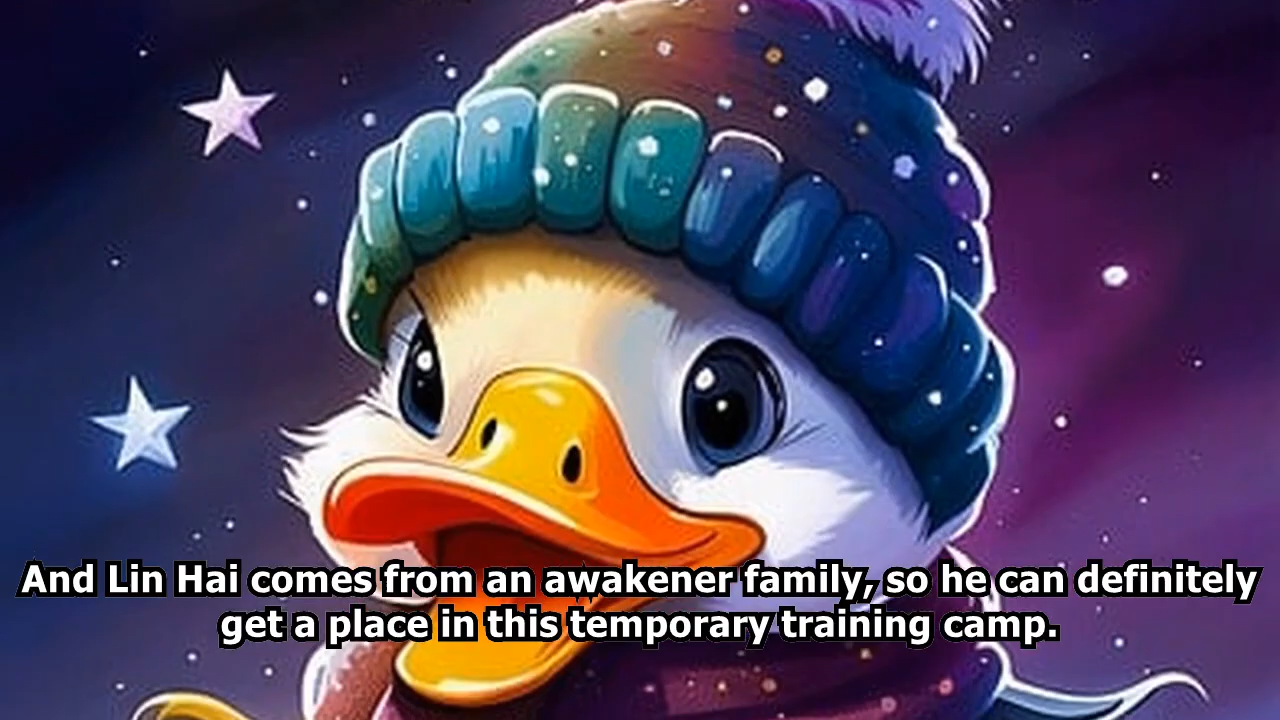 And Lin Hai comes from an awakener family, so he can definitely
get a place in this temporary training camp.